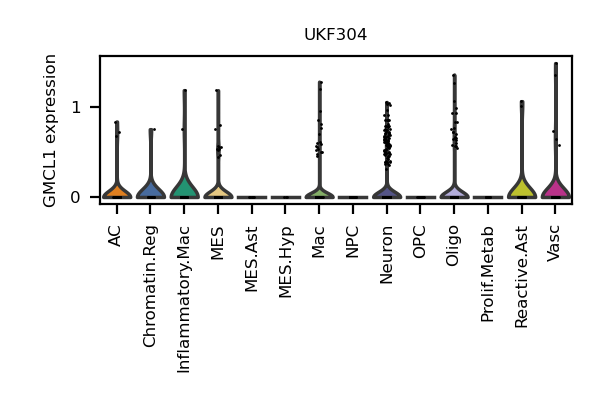 UKF304
GMCL1 expression
1
0
AC
Chromatin.Reg
Inflammatory.Mac
MES
MES.Ast
MES.Hyp
Mac
NPC
Neuron
OPC
Oligo
Prolif.Metab
Reactive.Ast
Vasc